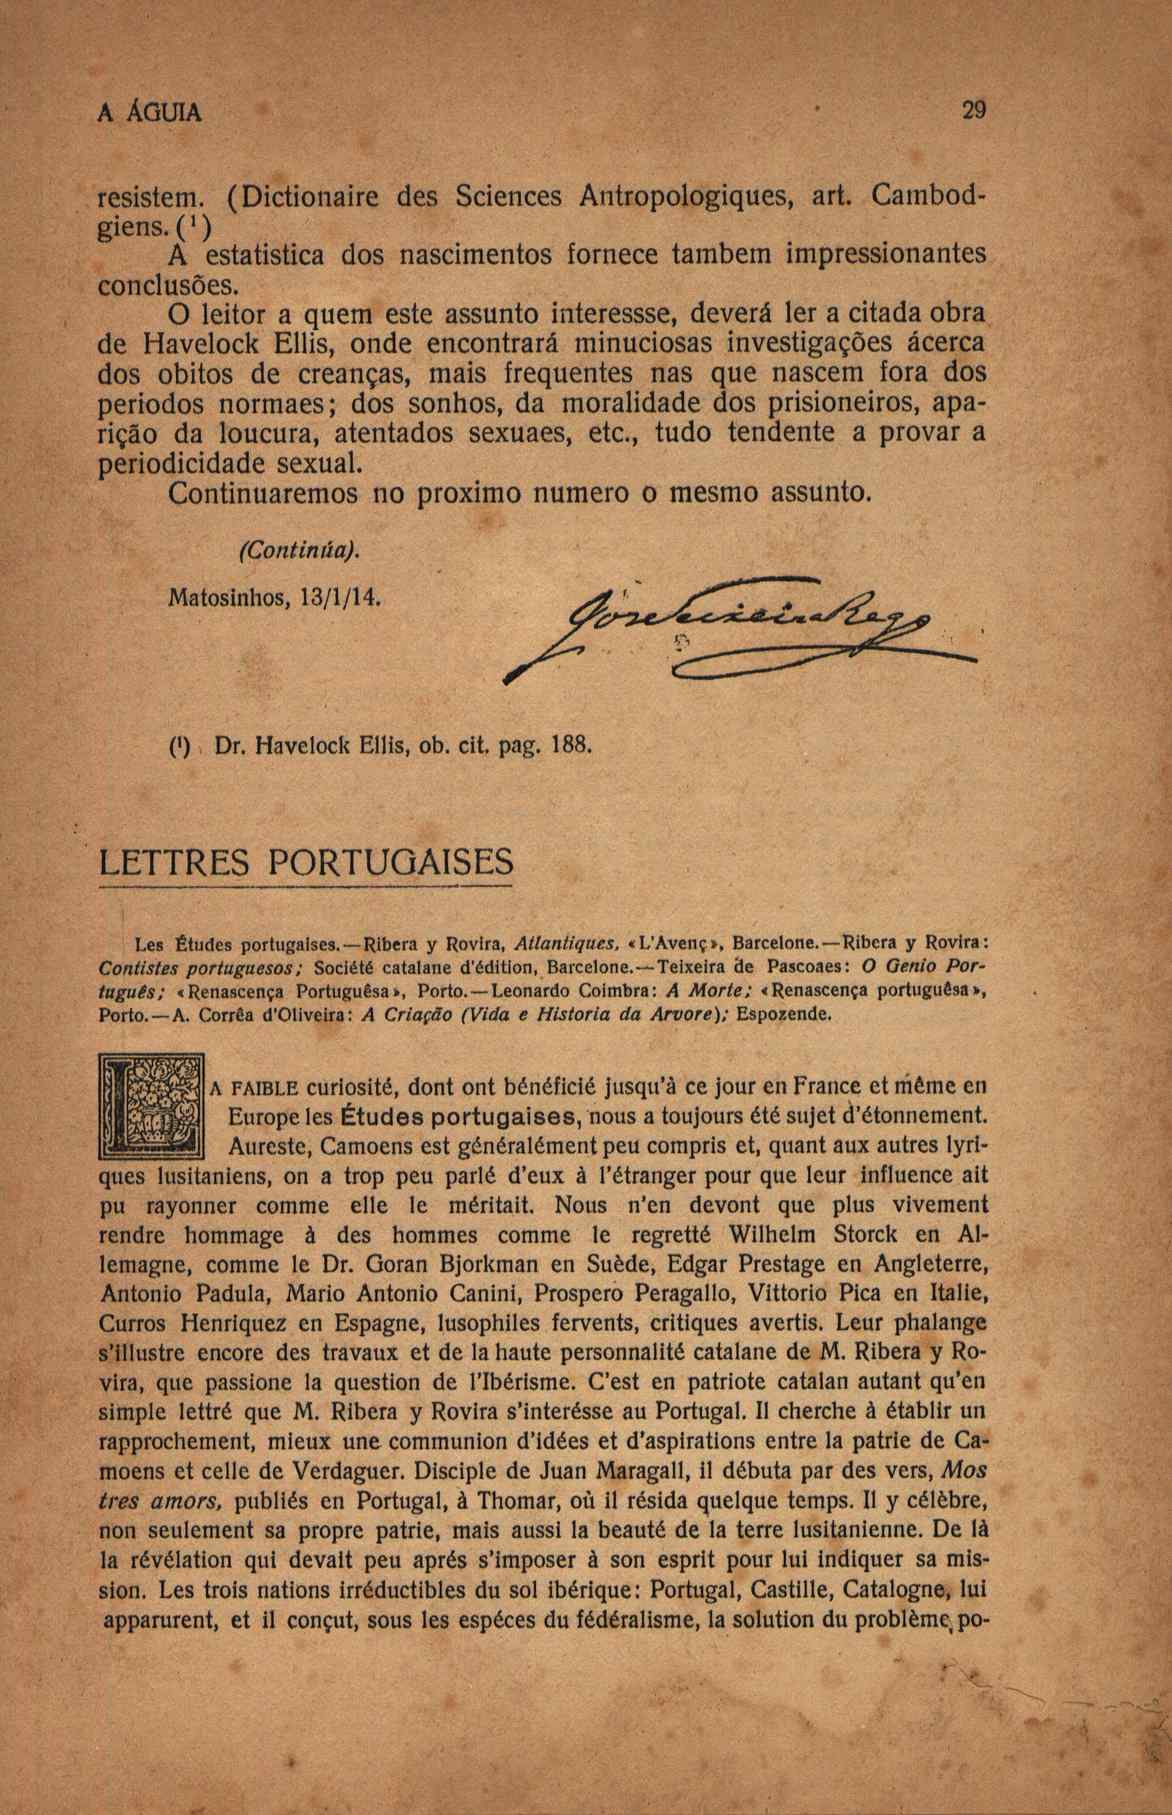 A ÁGUIA 29
resistem. (Dictionaire des Sciences Antropologiques, art. Cambod-
giens. (¹)
A estatistica dos nascimentos fornece tambem impressionantes
conclusões.
O leitor a quem este assunto interessse, deverá ler a citada obra
de Havelock Ellis, onde encontrará minuciosas investigações ácerca
dos obitos de creanças, mais frequentes nas que nascem fora dos
periodos normaes; dos sonhos, da moralidade dos prisioneiros, apa-
rição da loucura, atentados sexuaes, etc., tudo tendente a provar a
periodicidade sexual.
Continuaremos no proximo numero o mesmo assunto.
(Continúa).
Matosinhos, 13/1/14.
José Teixeira Rego
(¹) Dr. Havelock Ellis, ob. cit. pag. 188.
LETTRES PORTUGAISES
Les Études portugaises.—Ribera y Rovira, Atlantiques, «L'Avenç», Barcelone.—Ribera y Rovira:
Contistes portuguesos; Société catalane d'édition, Barcelone.—Teixeira de Pascoaes: O Genio Por-
tuguês; «Renascença Portuguêsa», Porto.—Leonardo Coimbra: A Morte; «Renascença portuguêsa»,
Porto.—A. Corrêa d'Oliveira: A Criação (Vida e Historia da Arvore); Espozende.
LA FAIBLE curiosité, dont ont bénéficié jusqu'à ce jour en France et même en
Europe les Études portugaises, nous a toujours été sujet d'étonnement.
Aureste, Camoens est généralément peu compris et, quant aux autres lyri-
ques lusitaniens, on a trop peu parlé d'eux à l'étranger pour que leur influence ait
pu rayonner comme elle le méritait. Nous n'en devont que plus vivement
rendre hommage à des hommes comme le regretté Wilhelm Storck en Al-
lemagne, comme le Dr. Goran Bjorkman en Suède, Edgar Prestage en Angleterre,
Antonio Padula, Mario Antonio Canini, Prospero Peragallo, Vittorio Pica en Italie,
Curros Henriquez en Espagne, lusophiles fervents, critiques avertis. Leur phalange
s'illustre encore des travaux et de la haute personnalité catalane de M. Ribera y Ro-
vira, que passione la question de l'Ibérisme. C'est en patriote catalan autant qu'en
simple lettré que M. Ribera y Rovira s'interésse au Portugal. Il cherche à établir un
rapprochement, mieux une communion d'idées et d'aspirations entre la patrie de Ca-
moens et celle de Verdaguer. Disciple de Juan Maragall, il débuta par des vers, Mos
tres amors, publiés en Portugal, à Thomar, où il résida quelque temps. Il y célèbre,
non seulement sa propre patrie, mais aussi la beauté de la terre lusitanienne. De là
la révélation qui devait peu aprés s'imposer à son esprit pour lui indiquer sa mis-
sion. Les trois nations irréductibles du sol ibérique: Portugal, Castille, Catalogne, lui
apparurent, et il conçut, sous les espéces du fédéralisme, la solution du problème, po-